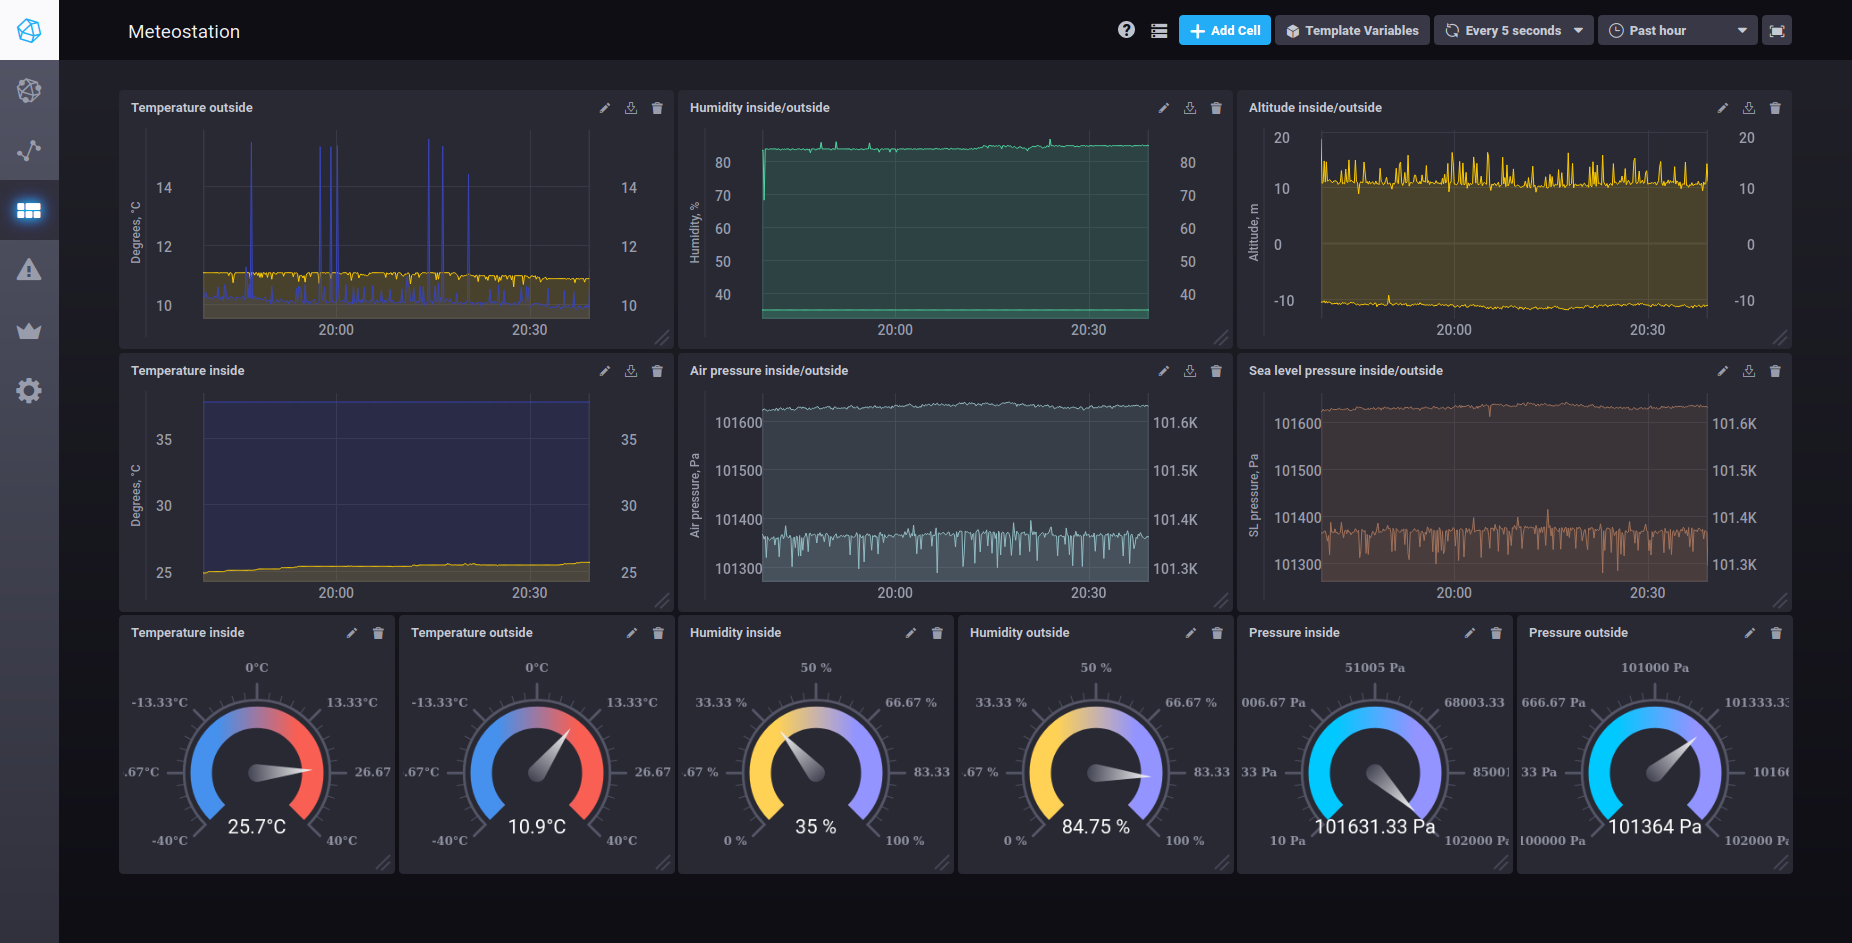 Meteostation
Add Cell
Template Variables
Every 5 seconds
Past hour
Temperature outside
Degrees, °C
14
12
10
14
12
10
20:00 20:30
Humidity inside/outside
Humidity, %
80
70
60
50
40
80
70
60
50
40
20:00 20:30
Altitude inside/outside
Altitude, m
20
10
0
-10
20
10
0
-10
20:00 20:30
Temperature inside
Degrees, °C
35
30
25
35
30
25
20:00 20:30
Air pressure inside/outside
Air pressure, Pa
101600
101500
101400
101300
101.6K
101.5K
101.4K
101.3K
20:00 20:30
Sea level pressure inside/outside
SL pressure, Pa
101600
101500
101400
101300
101.6K
101.5K
101.4K
101.3K
20:00 20:30
Temperature inside
0°C
-13.33°C 13.33°C
.67°C 26.67
25.7°C
-40°C 40°C
Temperature outside
0°C
-13.33°C 13.33°C
.67°C 26.67
10.9°C
-40°C 40°C
Humidity inside
50 %
33.33 % 66.67 %
.67 % 83.33
35 %
0 % 100 %
Humidity outside
50 %
33.33 % 66.67 %
.67 % 83.33
84.75 %
0 % 100 %
Pressure inside
51005 Pa
006.67 Pa 68003.33
33 Pa 85001
101631.33 Pa
10 Pa 102000 Pa
Pressure outside
101000 Pa
666.67 Pa 101333.33
33 Pa 10166
101364 Pa
100000 Pa 102000 Pa